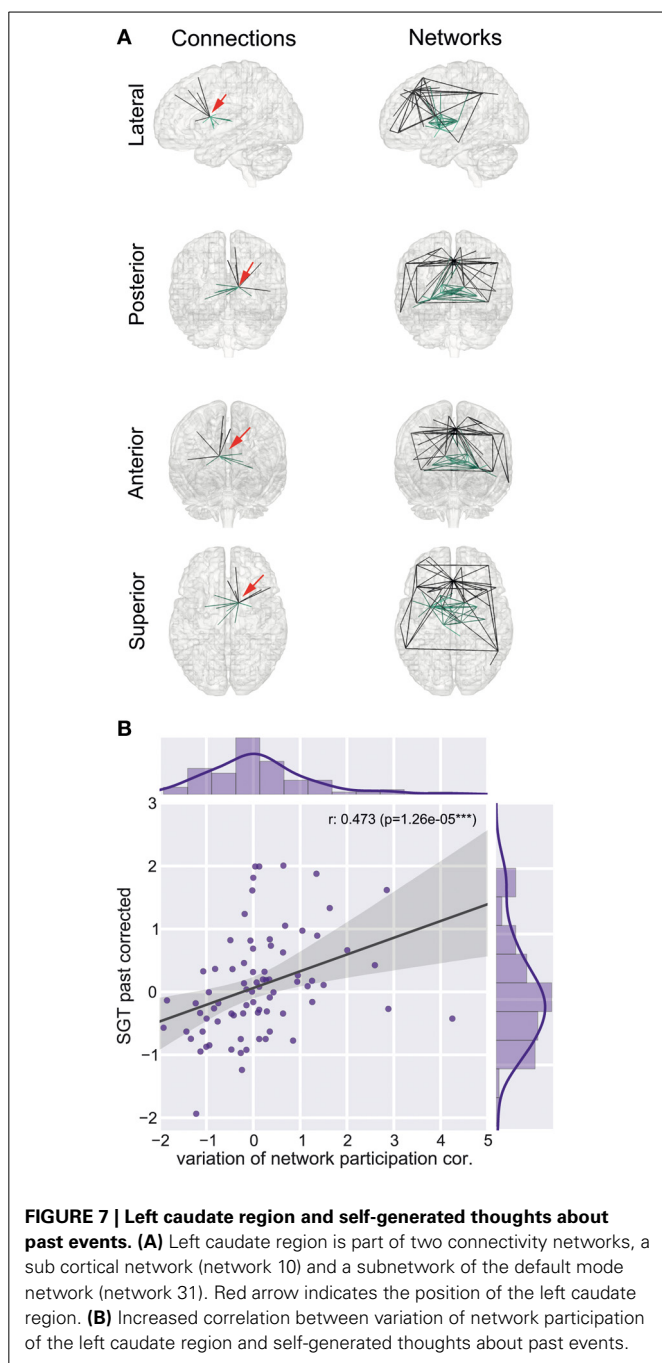 A
Connections Networks
Lateral
Posterior
Anterior
Superior
B
r: 0.473 (p=1.26e-05***)
SGT past corrected
3
2
1
0
−1
−2
−2 −1 0 1 2 3 4 5
variation of network participation cor.
FIGURE 7 | Left caudate region and self-generated thoughts about
past events. (A) Left caudate region is part of two connectivity networks, a
sub cortical network (network 10) and a subnetwork of the default mode
network (network 31). Red arrow indicates the position of the left caudate
region. (B) Increased correlation between variation of network participation
of the left caudate region and self-generated thoughts about past events.